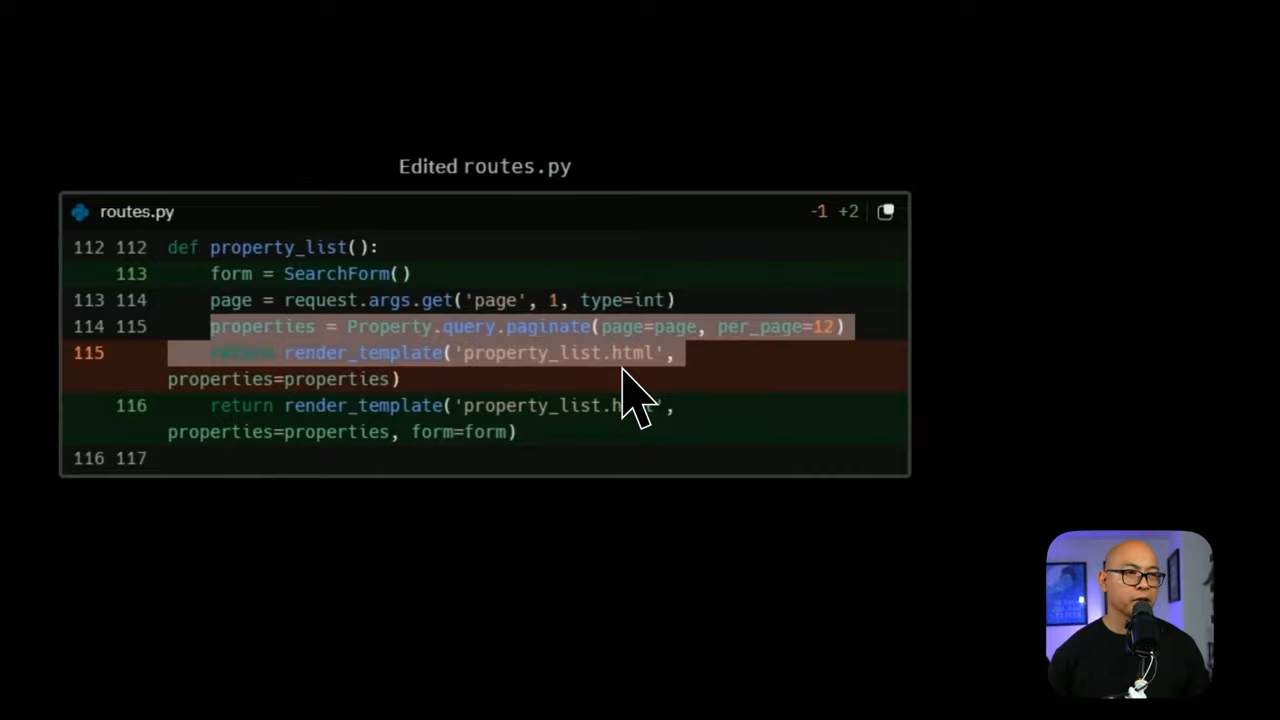 Edited routes.py
routes.py -1 +2
112 112 def property_list():
113 form = SearchForm()
113 114 page = request.args.get('page', 1, type=int)
114 115 properties = Property.query.paginate(page=page, per_page=12)
115 return render_template('property_list.html',
properties=properties)
116 return render_template('property_list.html',
properties=properties, form=form)
116 117